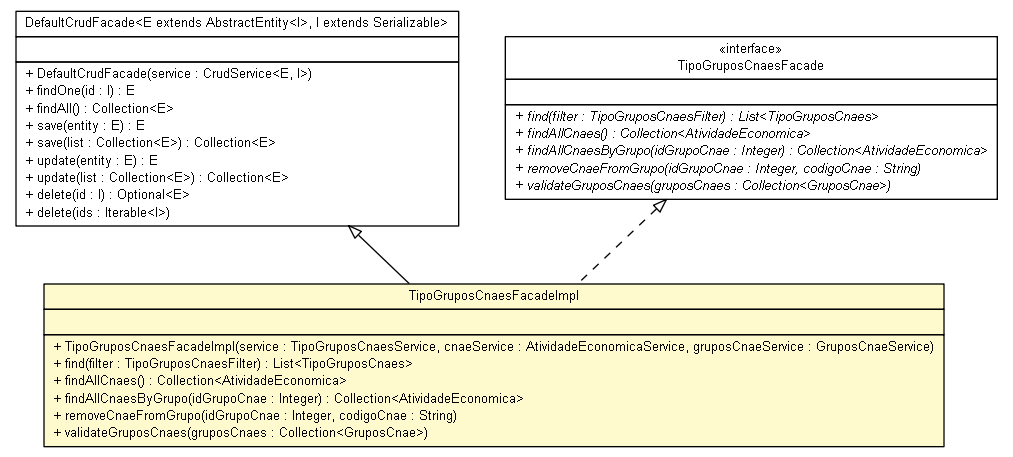 DefaultCrudFacade<E extends AbstractEntity<I>, I extends Serializable>
+ DefaultCrudFacade(service : CrudService<E, I>)
+ findOne(id : I) : E
+ findAll() : Collection<E>
+ save(entity : E) : E
+ save(list : Collection<E>) : Collection<E>
+ update(entity : E) : E
+ update(list : Collection<E>) : Collection<E>
+ delete(id : I) : Optional<E>
+ delete(ids : Iterable<I>)
«interface»
TipoGruposCnaesFacade
+ find(filter : TipoGruposCnaesFilter) : List<TipoGruposCnaes>
+ findAllCnaes() : Collection<AtividadeEconomica>
+ findAllCnaesByGrupo(idGrupoCnae : Integer) : Collection<AtividadeEconomica>
+ removeCnaeFromGrupo(idGrupoCnae : Integer, codigoCnae : String)
+ validateGruposCnaes(gruposCnaes : Collection<GruposCnae>)
TipoGruposCnaesFacadeImpl
+ TipoGruposCnaesFacadeImpl(service : TipoGruposCnaesService, cnaeService : AtividadeEconomicaService, gruposCnaeService : GruposCnaeService)
+ find(filter : TipoGruposCnaesFilter) : List<TipoGruposCnaes>
+ findAllCnaes() : Collection<AtividadeEconomica>
+ findAllCnaesByGrupo(idGrupoCnae : Integer) : Collection<AtividadeEconomica>
+ removeCnaeFromGrupo(idGrupoCnae : Integer, codigoCnae : String)
+ validateGruposCnaes(gruposCnaes : Collection<GruposCnae>)